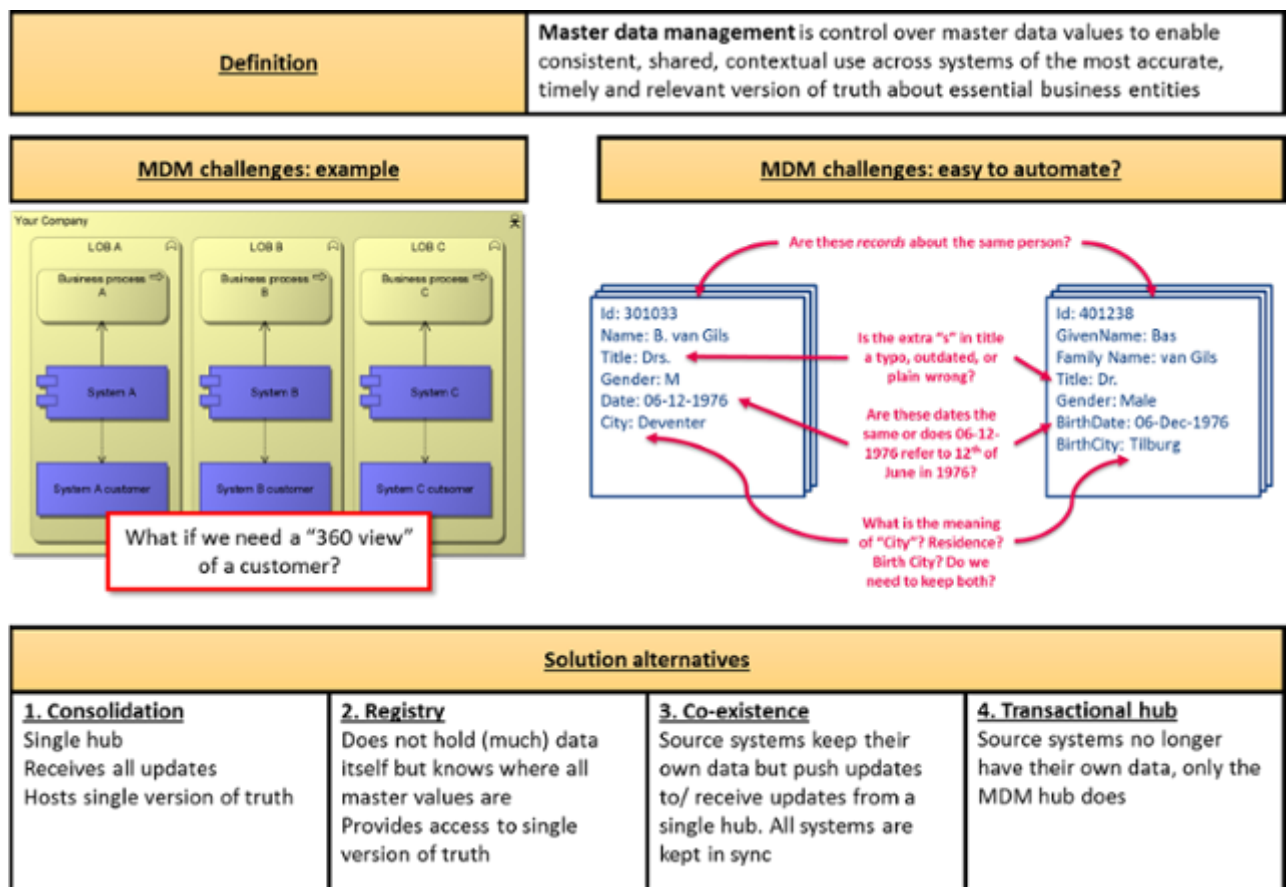 Definition
Master data management is control over master data values to enable
consistent, shared, contextual use across systems of the most accurate,
timely and relevant version of truth about essential business entities
MDM challenges: example
Your Company
LOB A
LOB B
LOB C
Business process
A
Business process
B
Business process
C
System A
System B
System C
System A customer
System B customer
System C cutsomer
What if we need a “360 view”
of a customer?
MDM challenges: easy to automate?
Are these records about the same person?
Id: 301033
Name: B. van Gils
Title: Drs.
Gender: M
Date: 06-12-1976
City: Deventer
Is the extra “s” in title
a typo, outdated, or
plain wrong?
Are these dates the
same or does 06-12-
1976 refer to 12th of
June in 1976?
What is the meaning
of “City”? Residence?
Birth City? Do we
need to keep both?
Id: 401238
GivenName: Bas
Family Name: van Gils
Title: Dr.
Gender: Male
BirthDate: 06-Dec-1976
BirthCity: Tilburg
Solution alternatives
1. Consolidation
Single hub
Receives all updates
Hosts single version of truth
2. Registry
Does not hold (much) data
itself but knows where all
master values are
Provides access to single
version of truth
3. Co-existence
Source systems keep their
own data but push updates
to/ receive updates from a
single hub. All systems are
kept in sync
4. Transactional hub
Source systems no longer
have their own data, only the
MDM hub does